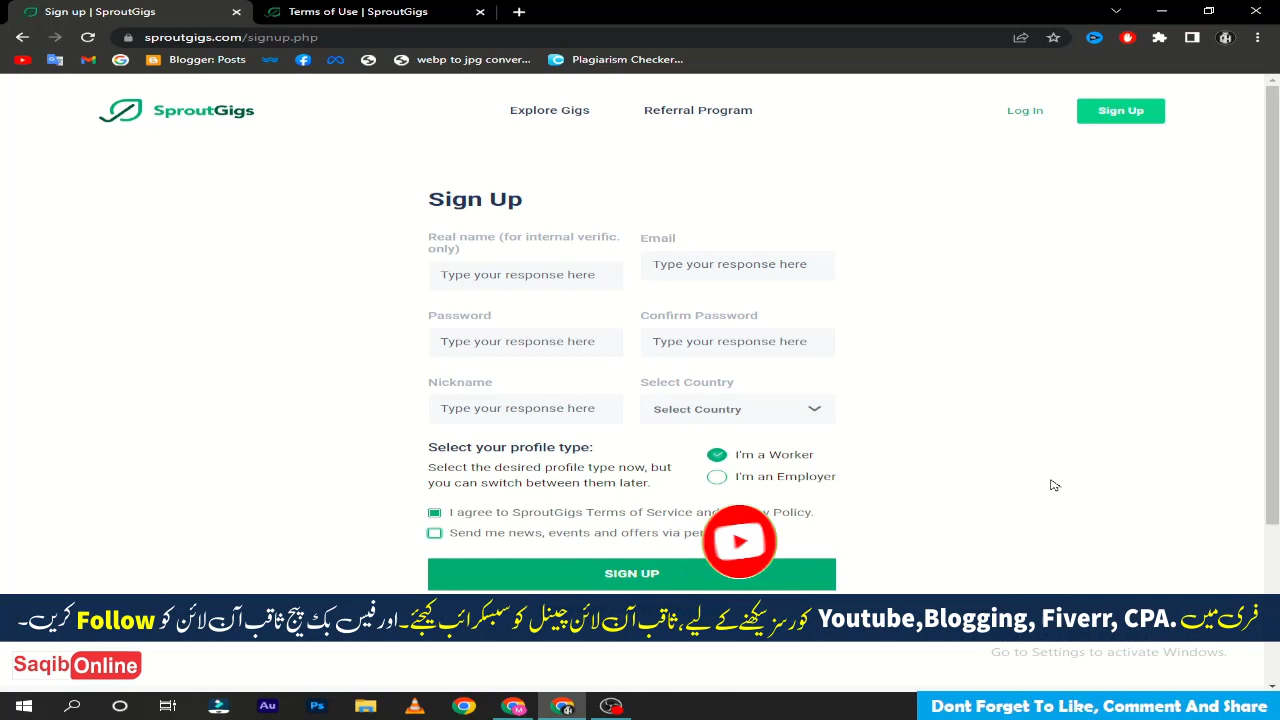 Sign up | SproutGigs
Terms of Use | SproutGigs
sproutgigs.com/signup.php
Blogger: Posts
webp to jpg conver...
Plagiarism Checker...
SproutGigs
Explore Gigs
Referral Program
Log In
Sign Up
Sign Up
Real name (for internal verific. only)
Email
Type your response here
Type your response here
Password
Confirm Password
Type your response here
Type your response here
Nickname
Select Country
Type your response here
Select Country
Select your profile type:
Select the desired profile type now, but
you can switch between them later.
I'm a Worker
I'm an Employer
I agree to SproutGigs Terms of Service and Policy.
Send me news, events and offers via
SIGN UP
فری میں Youtube,Blogging, Fiverr, CPA. کورسز سیکھنے کے لیے، ثاقب آن لائن چینل کو سبسکرائب کیجئے۔ اور فیس بک پیج ثاقب آن لائن کو Follow کریں۔
Go to Settings to activate Windows.
Saqib Online
Au
Ps
Dont Forget To Like, Comment And Share